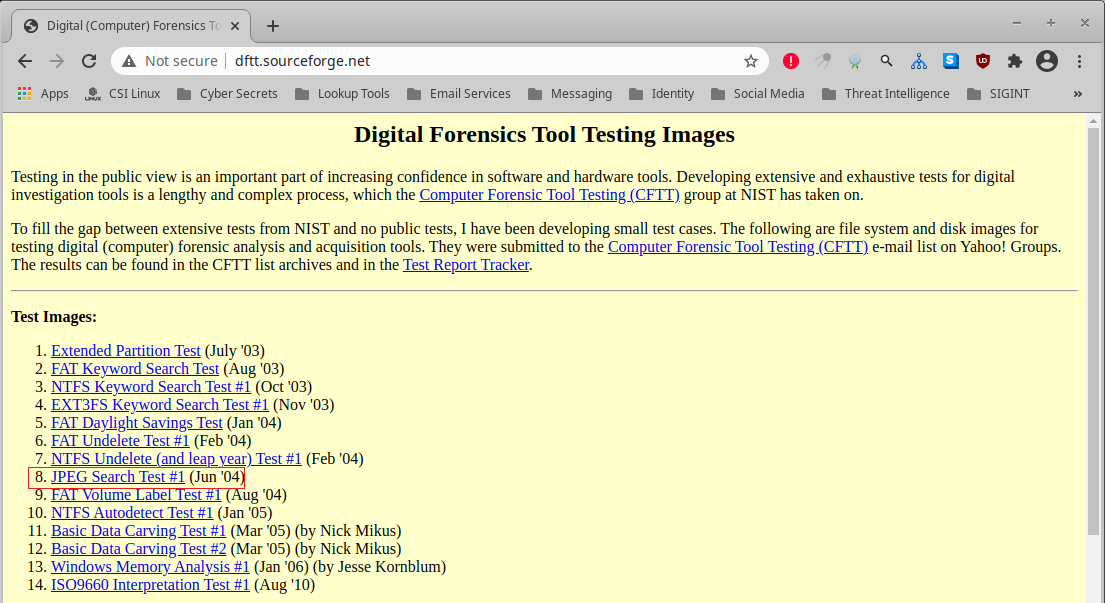 Digital (Computer) Forensics To
Not secure dftt.sourceforge.net
Apps CSI Linux Cyber Secrets Lookup Tools Email Services Messaging Identity Social Media Threat Intelligence SIGINT »
Digital Forensics Tool Testing Images
Testing in the public view is an important part of increasing confidence in software and hardware tools. Developing extensive and exhaustive tests for digital
investigation tools is a lengthy and complex process, which the Computer Forensic Tool Testing (CFTT) group at NIST has taken on.
To fill the gap between extensive tests from NIST and no public tests, I have been developing small test cases. The following are file system and disk images for
testing digital (computer) forensic analysis and acquisition tools. They were submitted to the Computer Forensic Tool Testing (CFTT) e-mail list on Yahoo! Groups.
The results can be found in the CFTT list archives and in the Test Report Tracker.
Test Images:
1. Extended Partition Test (July '03)
2. FAT Keyword Search Test (Aug '03)
3. NTFS Keyword Search Test #1 (Oct '03)
4. EXT3FS Keyword Search Test #1 (Nov '03)
5. FAT Daylight Savings Test (Jan '04)
6. FAT Undelete Test #1 (Feb '04)
7. NTFS Undelete (and leap year) Test #1 (Feb '04)
8. JPEG Search Test #1 (Jun '04)
9. FAT Volume Label Test #1 (Aug '04)
10. NTFS Autodetect Test #1 (Jan '05)
11. Basic Data Carving Test #1 (Mar '05) (by Nick Mikus)
12. Basic Data Carving Test #2 (Mar '05) (by Nick Mikus)
13. Windows Memory Analysis #1 (Jan '06) (by Jesse Kornblum)
14. ISO9660 Interpretation Test #1 (Aug '10)